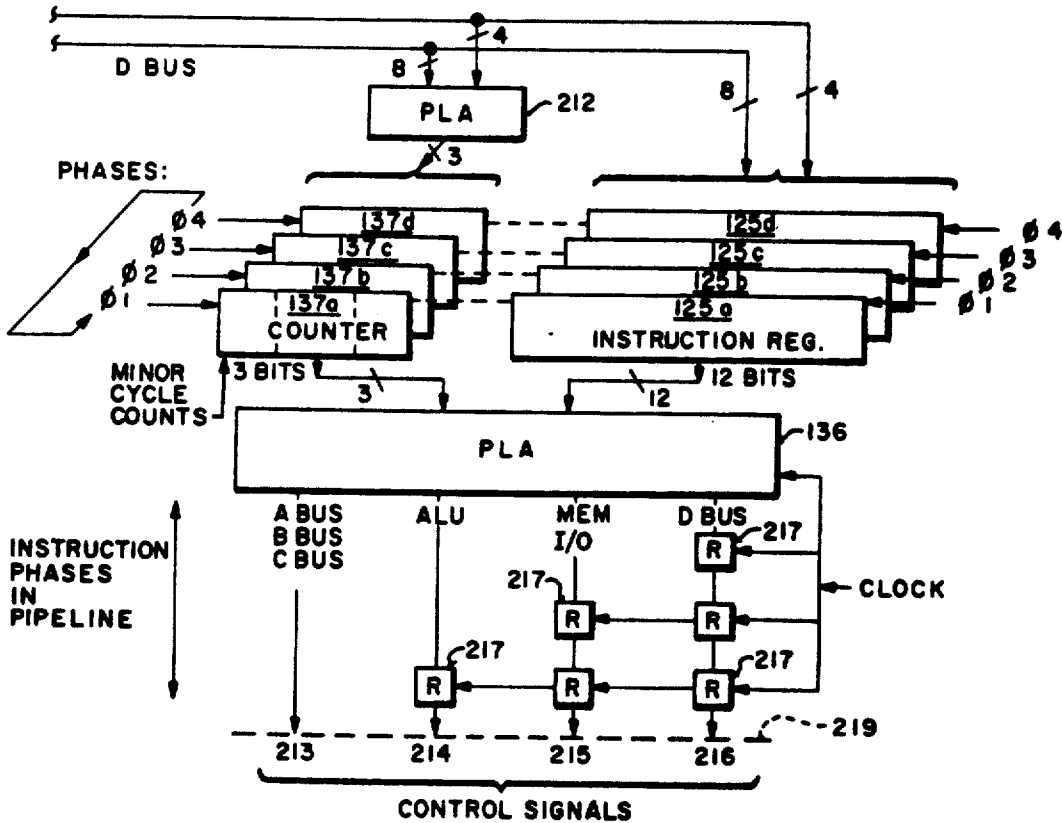 4
8
D BUS
PLA
212
8
4
3
PHASES:
Ø4
137d
125d
Ø4
Ø3
137c
125c
Ø3
Ø2
137b
125b
Ø2
Ø1
137a
125a
Ø1
COUNTER
INSTRUCTION REG.
MINOR
CYCLE
COUNTS
3 BITS
3
12
12 BITS
PLA
136
A BUS
B BUS
C BUS
ALU
MEM
I/O
D BUS
R
217
INSTRUCTION
PHASES
IN
PIPELINE
217
R
R
CLOCK
217
R
R
R
217
219
213
214
215
216
CONTROL SIGNALS